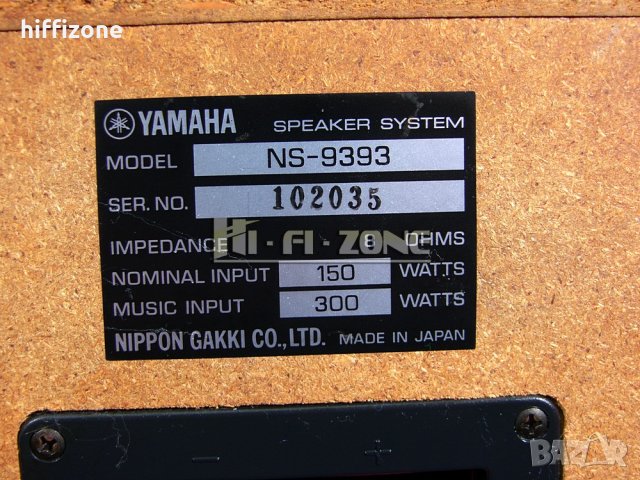 hiffizone
YAMAHA SPEAKER SYSTEM
MODEL NS-9393
SER. NO. 102035
IMPEDANCE 8 OHMS
HI-FI-ZONE
NOMINAL INPUT 150 WATTS
MUSIC INPUT 300 WATTS
NIPPON GAKKI CO., LTD. MADE IN JAPAN
- +
BAZAR